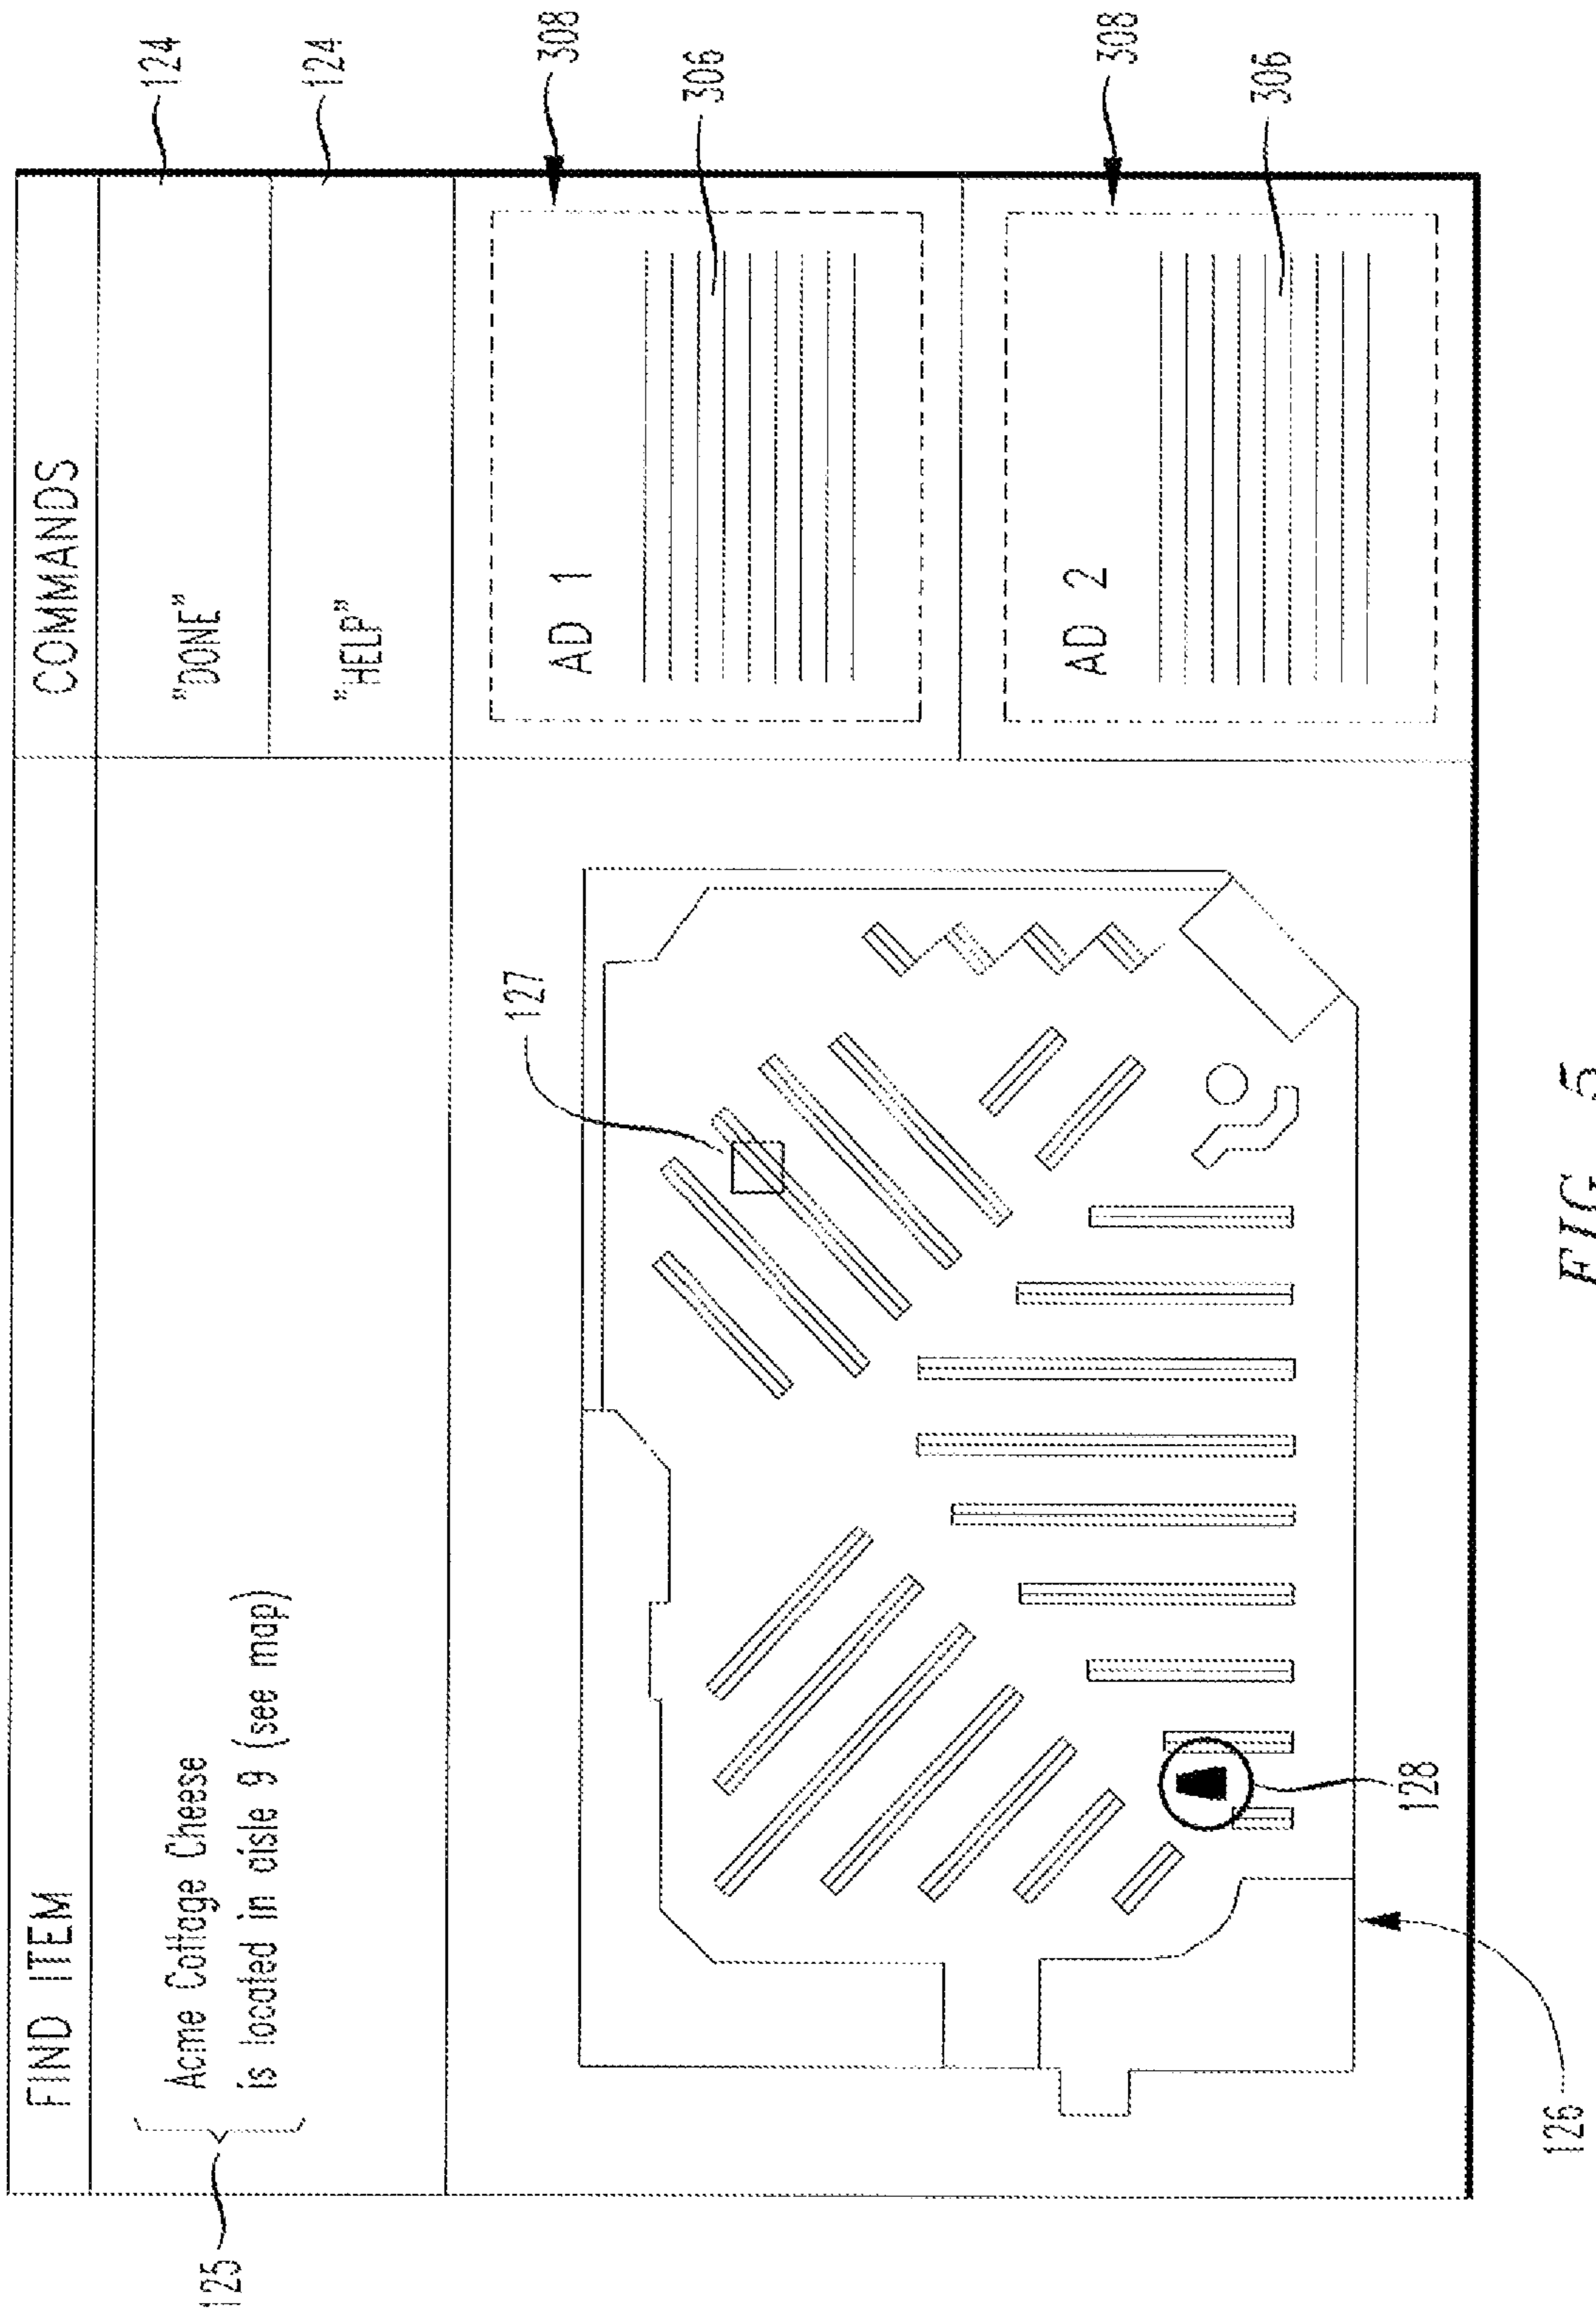 FIND ITEM
COMMANDS
125
Acme Cottage Cheese
is located in aisle 9 (see map)
"DONE"
124
"HELP"
124
127
AD 1
308
306
AD 2
308
306
128
126
FIG. 5